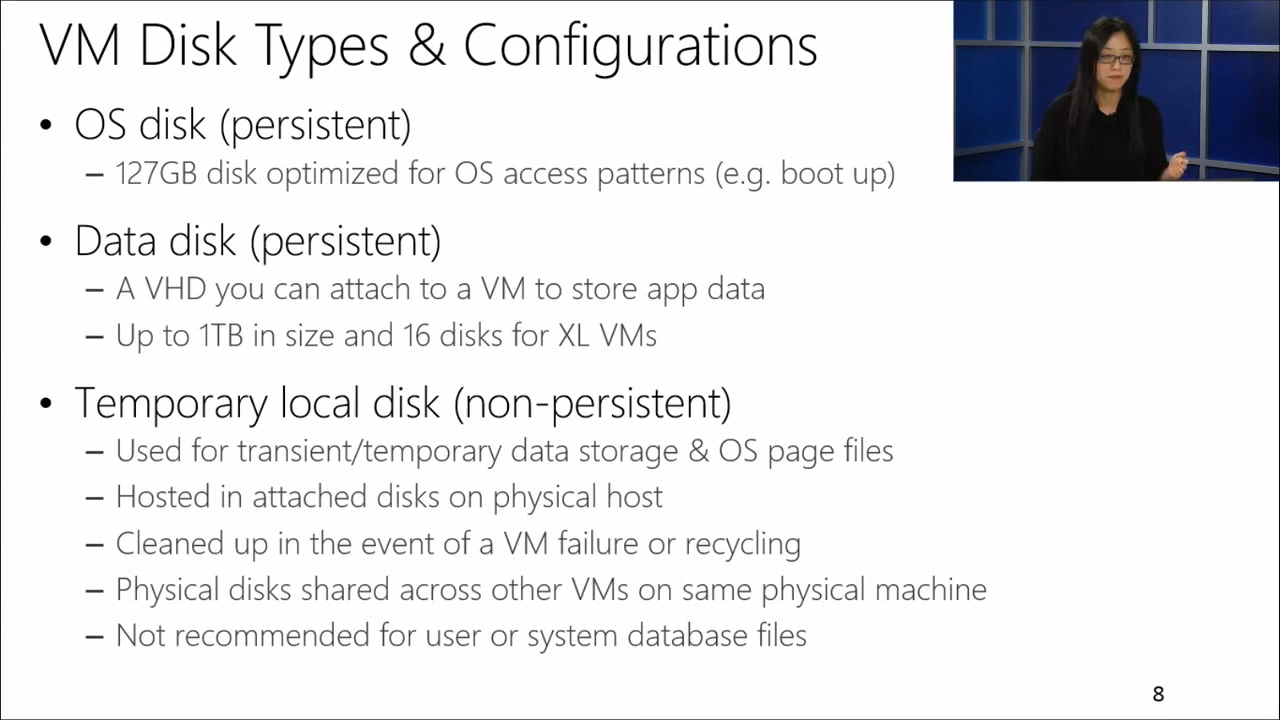 VM Disk Types & Configurations
• OS disk (persistent)
– 127GB disk optimized for OS access patterns (e.g. boot up)
• Data disk (persistent)
– A VHD you can attach to a VM to store app data
– Up to 1TB in size and 16 disks for XL VMs
• Temporary local disk (non-persistent)
– Used for transient/temporary data storage & OS page files
– Hosted in attached disks on physical host
– Cleaned up in the event of a VM failure or recycling
– Physical disks shared across other VMs on same physical machine
– Not recommended for user or system database files
8